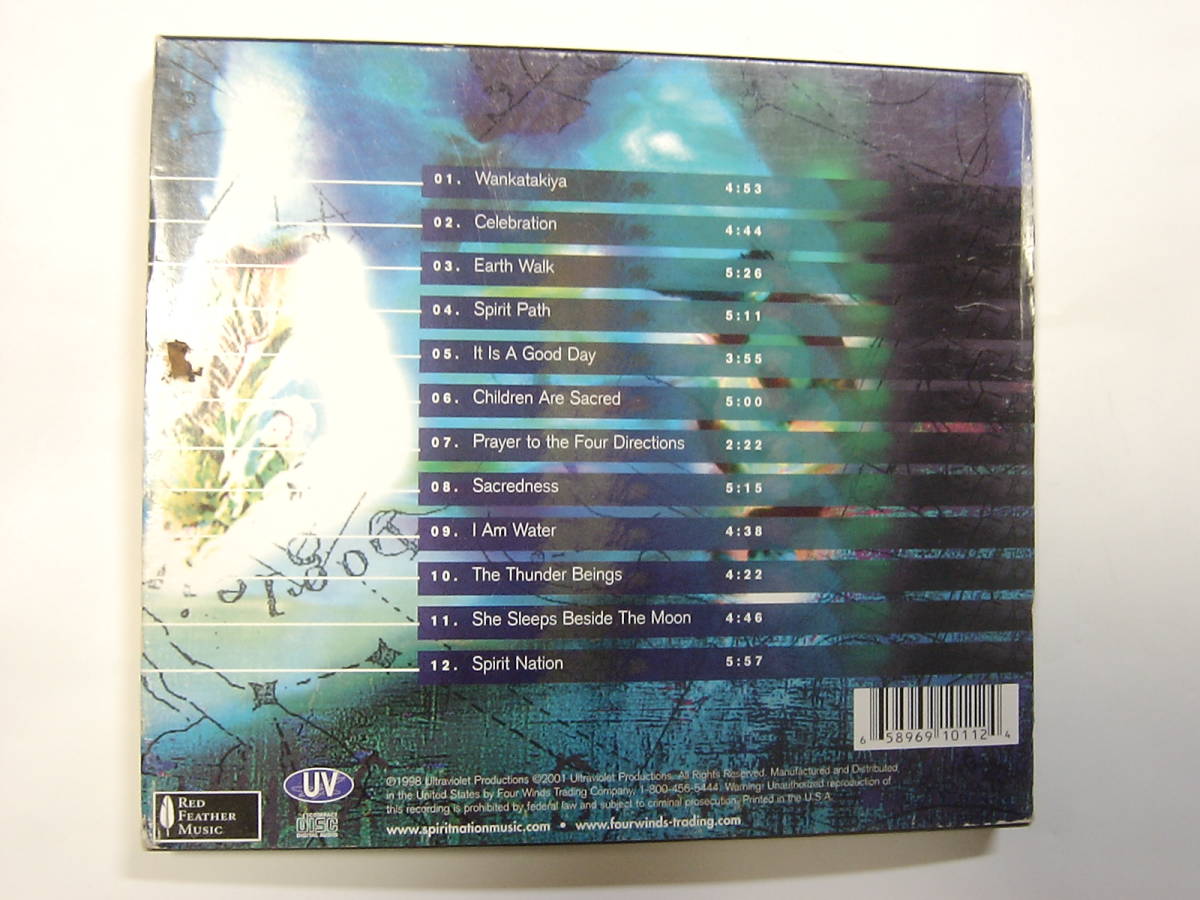 01. Wankatakiya 4:53
02. Celebration 4:44
03. Earth Walk 5:26
04. Spirit Path 5:11
05. It Is A Good Day 3:55
06. Children Are Sacred 5:00
07. Prayer to the Four Directions 2:22
08. Sacredness 5:15
09. I Am Water 4:38
10. The Thunder Beings 4:22
11. She Sleeps Beside The Moon 4:46
12. Spirit Nation 5:57
6 58969 10112 4
UV
©1998 Ultraviolet Productions ©2001 Ultraviolet Productions. All Rights Reserved. Manufactured and Distributed,
in the United States by Four Winds Trading Company, 1-800-456-5444. Warning! Unauthorized reproduction of
this recording is prohibited by federal law and subject to criminal prosecution. Printed in the U.S.A.
www.spiritnationmusic.com • www.fourwinds-trading.com
RED
FEATHER
MUSIC
COMPACT
disc
DIGITAL AUDIO